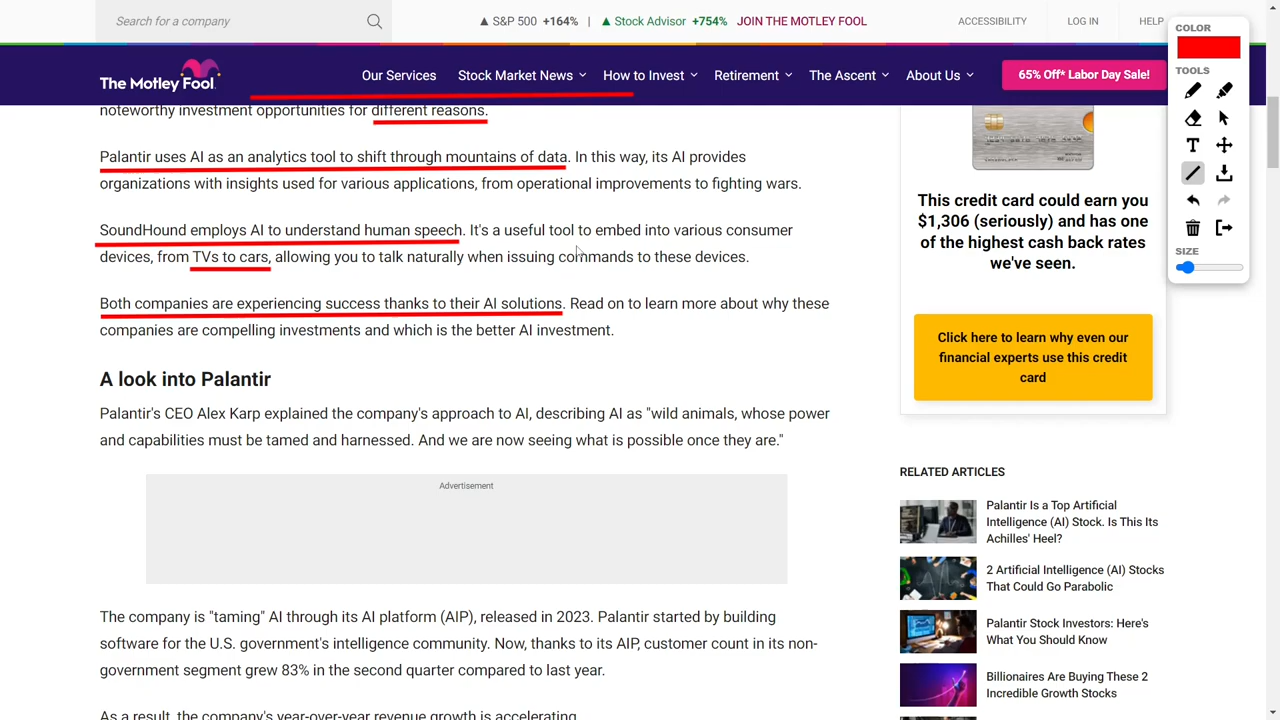 Search for a company
▲ S&P 500 +164% | ▲ Stock Advisor +754% JOIN THE MOTLEY FOOL
ACCESSIBILITY LOG IN HELP
The Motley Fool
Our Services Stock Market News How to Invest Retirement The Ascent About Us
65% Off* Labor Day Sale!
noteworthy investment opportunities for different reasons.
Palantir uses AI as an analytics tool to shift through mountains of data. In this way, its AI provides
organizations with insights used for various applications, from operational improvements to fighting wars.
SoundHound employs AI to understand human speech. It's a useful tool to embed into various consumer
devices, from TVs to cars, allowing you to talk naturally when issuing commands to these devices.
Both companies are experiencing success thanks to their AI solutions. Read on to learn more about why these
companies are compelling investments and which is the better AI investment.
A look into Palantir
Palantir's CEO Alex Karp explained the company's approach to AI, describing AI as "wild animals, whose power
and capabilities must be tamed and harnessed. And we are now seeing what is possible once they are."
Advertisement
The company is "taming" AI through its AI platform (AIP), released in 2023. Palantir started by building
software for the U.S. government's intelligence community. Now, thanks to its AIP, customer count in its non-
government segment grew 83% in the second quarter compared to last year.
As a result, the company's year-over-year revenue growth is accelerating.
This credit card could earn you
$1,306 (seriously) and has one
of the highest cash back rates
we've seen.
Click here to learn why even our
financial experts use this credit
card
RELATED ARTICLES
Palantir Is a Top Artificial
Intelligence (AI) Stock. Is This Its
Achilles' Heel?
2 Artificial Intelligence (AI) Stocks
That Could Go Parabolic
Palantir Stock Investors: Here's
What You Should Know
Billionaires Are Buying These 2
Incredible Growth Stocks
COLOR
TOOLS
T
SIZE